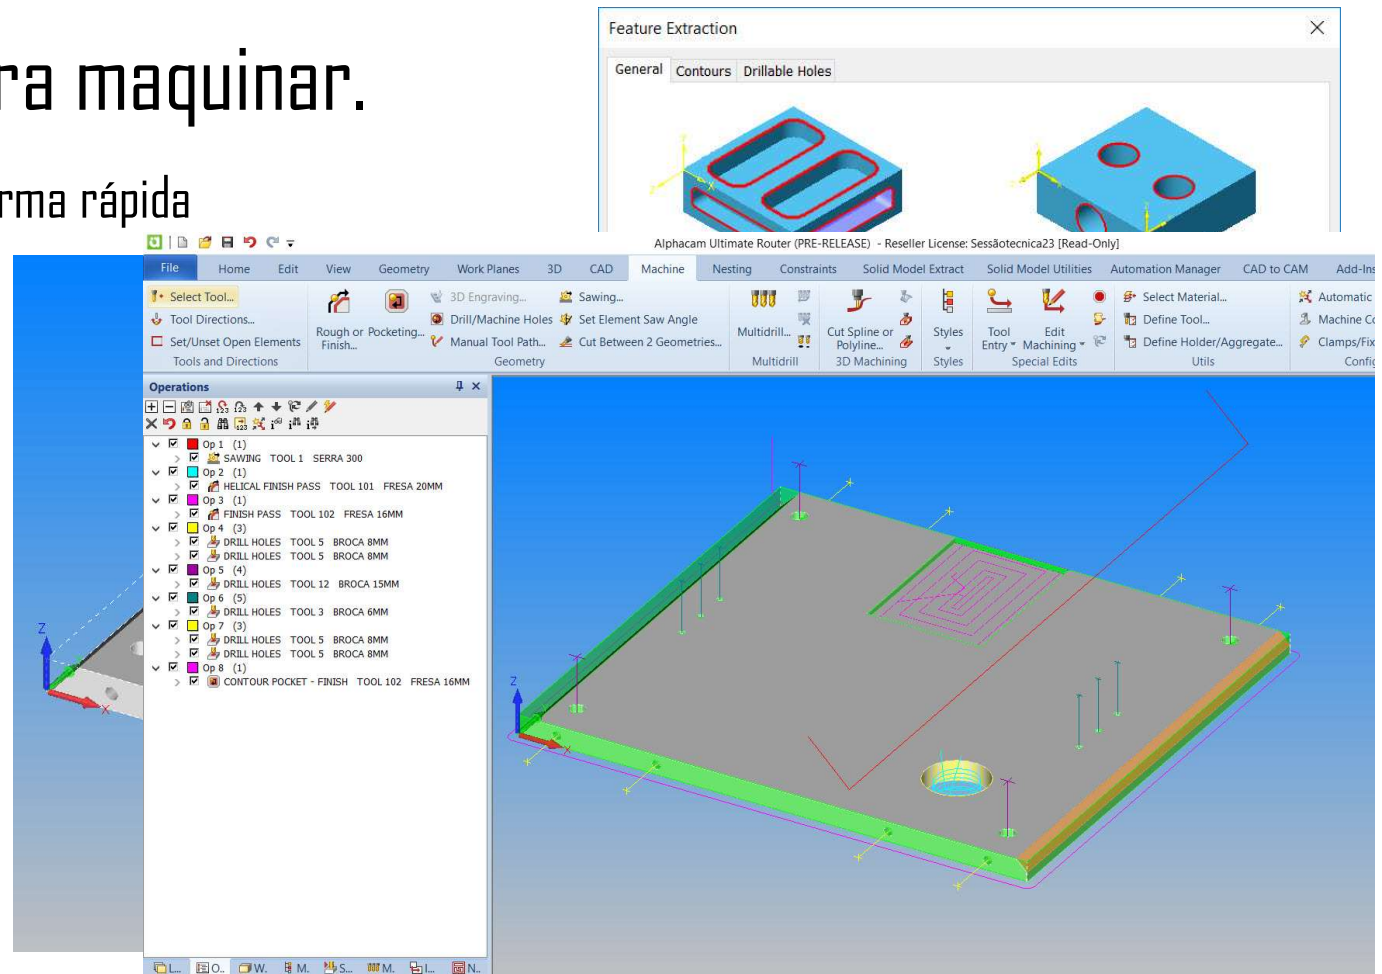 ra maquinar.
rma rápida
Feature Extraction
General Contours Drillable Holes
Alphacam Ultimate Router (PRE-RELEASE) - Reseller License: Sessãotecnica23 [Read-Only]
File Home Edit View Geometry Work Planes 3D CAD Machine Nesting Constraints Solid Model Extract Solid Model Utilities Automation Manager CAD to CAM Add-Ins
Select Tool...
Tool Directions...
Set/Unset Open Elements
Tools and Directions
Rough or Finish...
Pocketing...
3D Engraving...
Drill/Machine Holes
Manual Tool Path...
Sawing...
Set Element Saw Angle
Cut Between 2 Geometries...
Geometry
Multidrill...
Multidrill
Cut Spline or Polyline...
3D Machining
Styles
Styles
Tool Entry
Edit Machining
Special Edits
Select Material...
Define Tool...
Define Holder/Aggregate...
Utils
Automatic
Machine Co
Clamps/Fix
Config
Operations
Op 1 (1)
SAWING TOOL 1 SERRA 300
Op 2 (1)
HELICAL FINISH PASS TOOL 101 FRESA 20MM
Op 3 (1)
FINISH PASS TOOL 102 FRESA 16MM
Op 4 (3)
DRILL HOLES TOOL 5 BROCA 8MM
DRILL HOLES TOOL 5 BROCA 8MM
Op 5 (4)
DRILL HOLES TOOL 12 BROCA 15MM
Op 6 (5)
DRILL HOLES TOOL 3 BROCA 6MM
Op 7 (3)
DRILL HOLES TOOL 5 BROCA 8MM
DRILL HOLES TOOL 5 BROCA 8MM
Op 8 (1)
CONTOUR POCKET - FINISH TOOL 102 FRESA 16MM
Z
X
Z
X
L... O.. W. M. S... M. L... N..